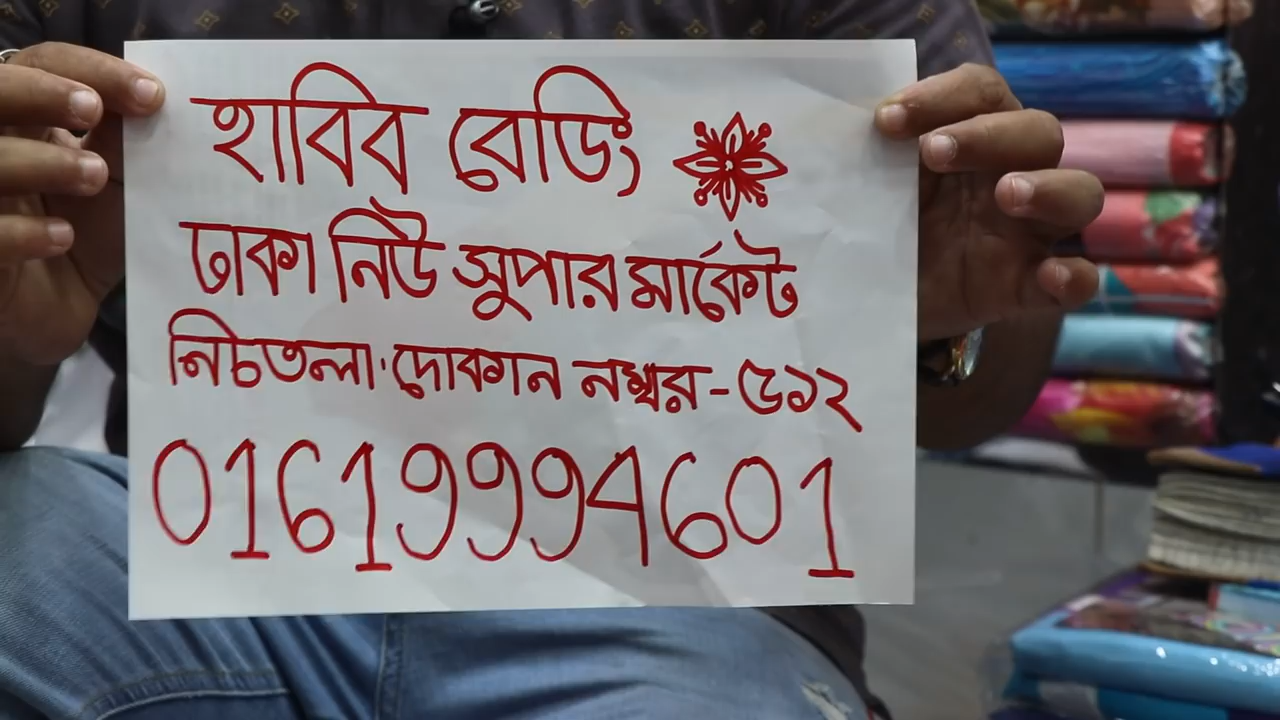 হাবিব বেডিং
ঢাকা নিউ সুপার মার্কেট
নিচতলা·দোকান নম্বর-৫১২
01619994601